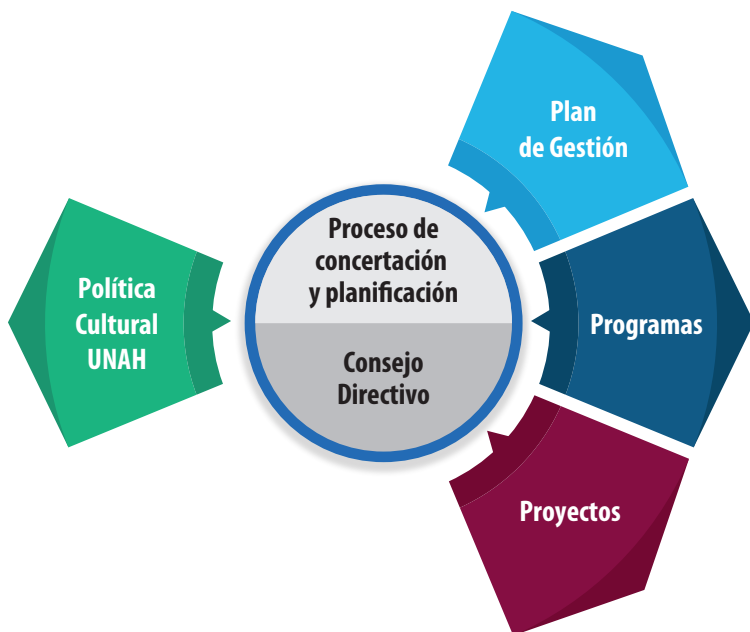 Plan
de Gestión
Proceso de
concertación
y planificación
Política
Cultural
UNAH
Programas
Consejo
Directivo
Proyectos